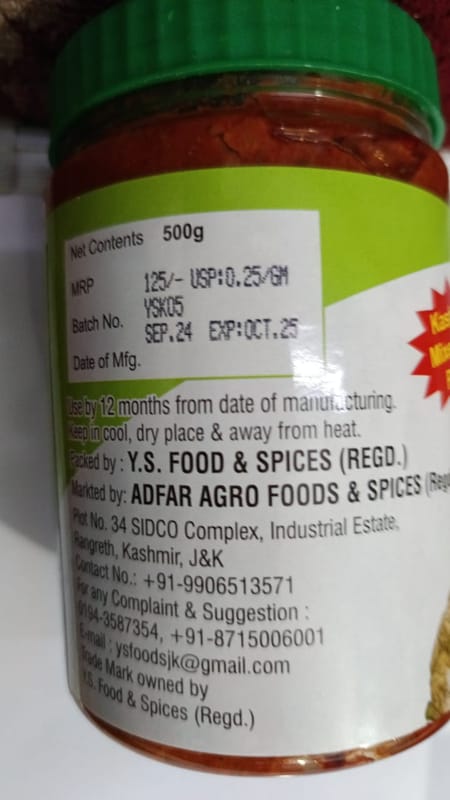 Net Contents 500g
MRP 125/- USP:0.25/GM
Batch No. YSK05
SEP.24 EXP:OCT.25
Date of Mfg.
Use by 12 months from date of manufacturing.
Keep in cool, dry place & away from heat.
Packed by : Y.S. FOOD & SPICES (REGD.)
Markted by: ADFAR AGRO FOODS & SPICES
Plot No. 34 SIDCO Complex, Industrial Estate,
Rangreth, Kashmir, J&K
Contact No.: +91-9906513571
For any Complaint & Suggestion :
0194-3587354, +91-8715006001
E-mail : ysfoodsjk@gmail.com
Trade Mark owned by
Y.S. Food & Spices (Regd.)